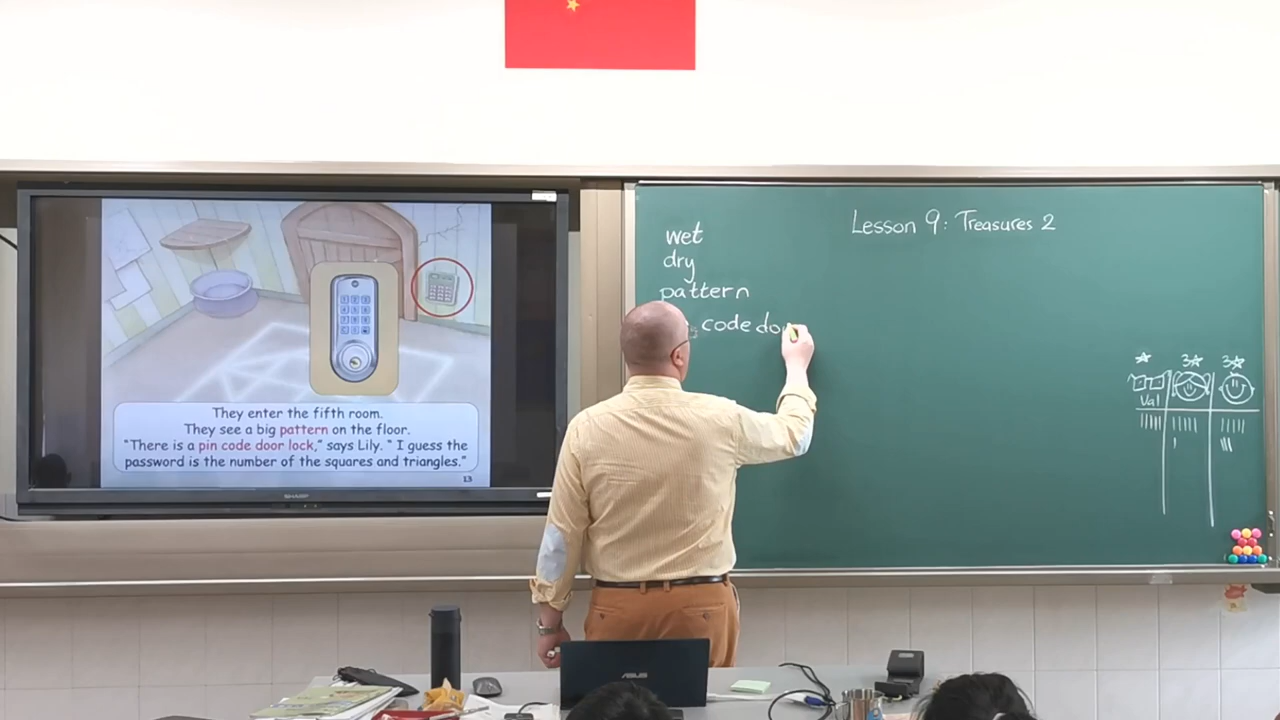 They enter the fifth room.
They see a big pattern on the floor.
"There is a pin code door lock," says Lily. " I guess the
password is the number of the squares and triangles."
13
SHARP
Lesson 9: Treasures 2
wet
dry
pattern
code do
3
3
Val
ASUS